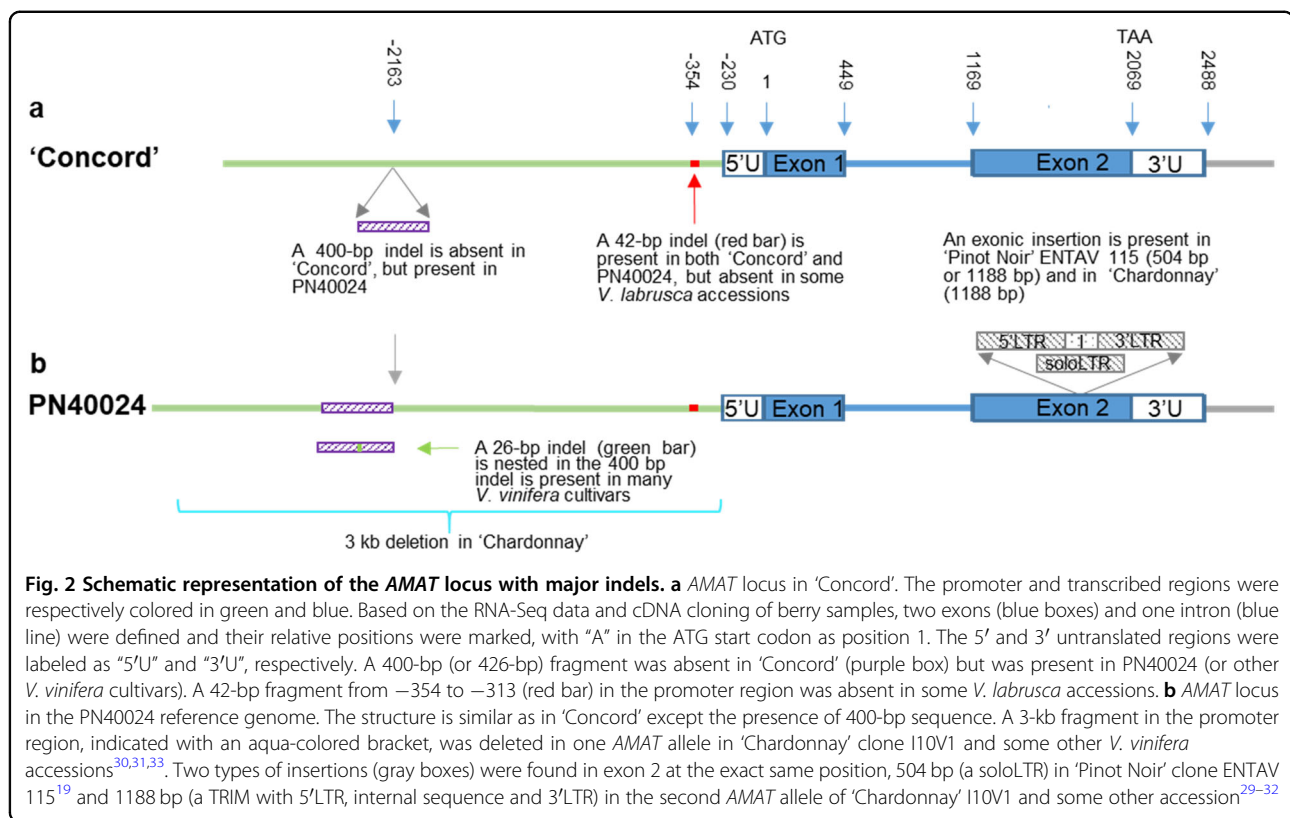 ATG
TAA
-2163
-354
-230
1
449
1169
2069
2488
a
'Concord'
5'U
Exon 1
Exon 2
3'U
A 400-bp indel is absent in
'Concord', but present in
PN40024
A 42-bp indel (red bar) is
present in both 'Concord' and
PN40024, but absent in some
V. labrusca accessions
An exonic insertion is present in
'Pinot Noir' ENTAV 115 (504 bp
or 1188 bp) and in 'Chardonnay'
(1188 bp)
5'LTR
I
3'LTR
soloLTR
b
PN40024
5'U
Exon 1
Exon 2
3'U
A 26-bp indel (green bar)
is nested in the 400 bp
indel is present in many
V. vinifera cultivars
3 kb deletion in 'Chardonnay'
Fig. 2 Schematic representation of the AMAT locus with major indels. a AMAT locus in 'Concord'. The promoter and transcribed regions were
respectively colored in green and blue. Based on the RNA-Seq data and cDNA cloning of berry samples, two exons (blue boxes) and one intron (blue
line) were defined and their relative positions were marked, with "A" in the ATG start codon as position 1. The 5′ and 3′ untranslated regions were
labeled as "5′U" and "3′U", respectively. A 400-bp (or 426-bp) fragment was absent in 'Concord' (purple box) but was present in PN40024 (or other
V. vinifera cultivars). A 42-bp fragment from −354 to −313 (red bar) in the promoter region was absent in some V. labrusca accessions. b AMAT locus
in the PN40024 reference genome. The structure is similar as in 'Concord' except the presence of 400-bp sequence. A 3-kb fragment in the promoter
region, indicated with an aqua-colored bracket, was deleted in one AMAT allele in 'Chardonnay' clone I10V1 and some other V. vinifera
accessions30,31,33. Two types of insertions (gray boxes) were found in exon 2 at the exact same position, 504 bp (a soloLTR) in 'Pinot Noir' clone ENTAV
11519 and 1188 bp (a TRIM with 5′LTR, internal sequence and 3′LTR) in the second AMAT allele of 'Chardonnay' I10V1 and some other accession29–32